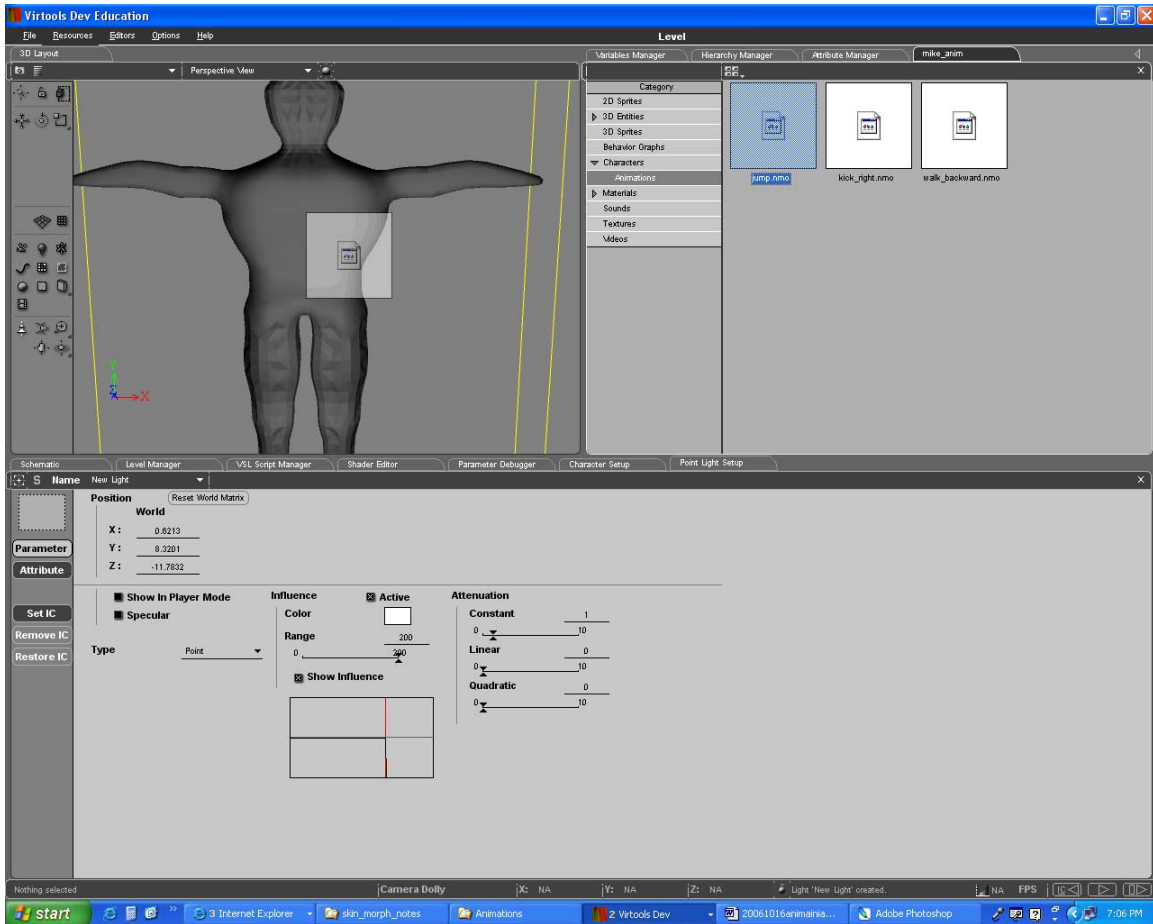 Virtools Dev Education
File Resources Editors Options Help Level
3D Layout
Perspective View
Y
Z
X
Variables Manager Hierarchy Manager Attribute Manager mike_anim
Category
2D Sprites
3D Entities
3D Sprites
Behavior Graphs
Characters
Animations
Materials
Sounds
Textures
Videos
jump.nmo kick_right.nmo walk_backward.nmo
Schematic Level Manager VSL Script Manager Shader Editor Parameter Debugger Character Setup Point Light Setup
S Name New Light
Position Reset World Matrix
World
X : 0.6213
Parameter Y : 8.3201
Attribute Z : -11.7832
Show In Player Mode Influence Active Attenuation
Set IC Specular Color Constant 1
0 10
Remove IC Range 200
Restore IC Type Point 0 200 Linear 0
0 10
Show Influence
Quadratic 0
0 10
Nothing selected Camera Dolly X: NA Y: NA Z: NA Light 'New Light' created. NA FPS IC
start 3 Internet Explorer skin_morph_notes Animations 2 Virtools Dev 20061016animainia... Adobe Photoshop 7:06 PM